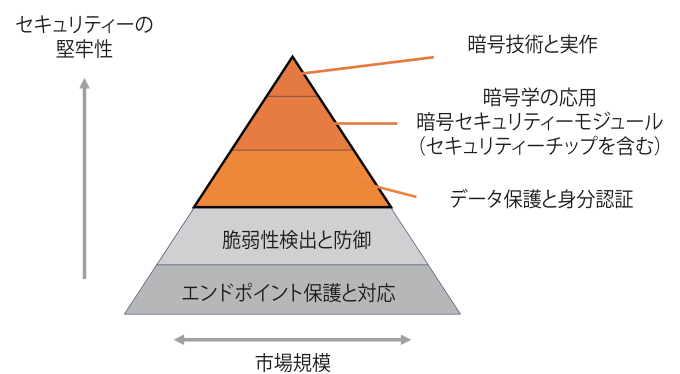 セキュリティーの
堅牢性
暗号技術と実作
暗号学の応用
暗号セキュリティーモジュール
（セキュリティーチップを含む）
データ保護と身分認証
脆弱性検出と防御
エンドポイント保護と対応
市場規模